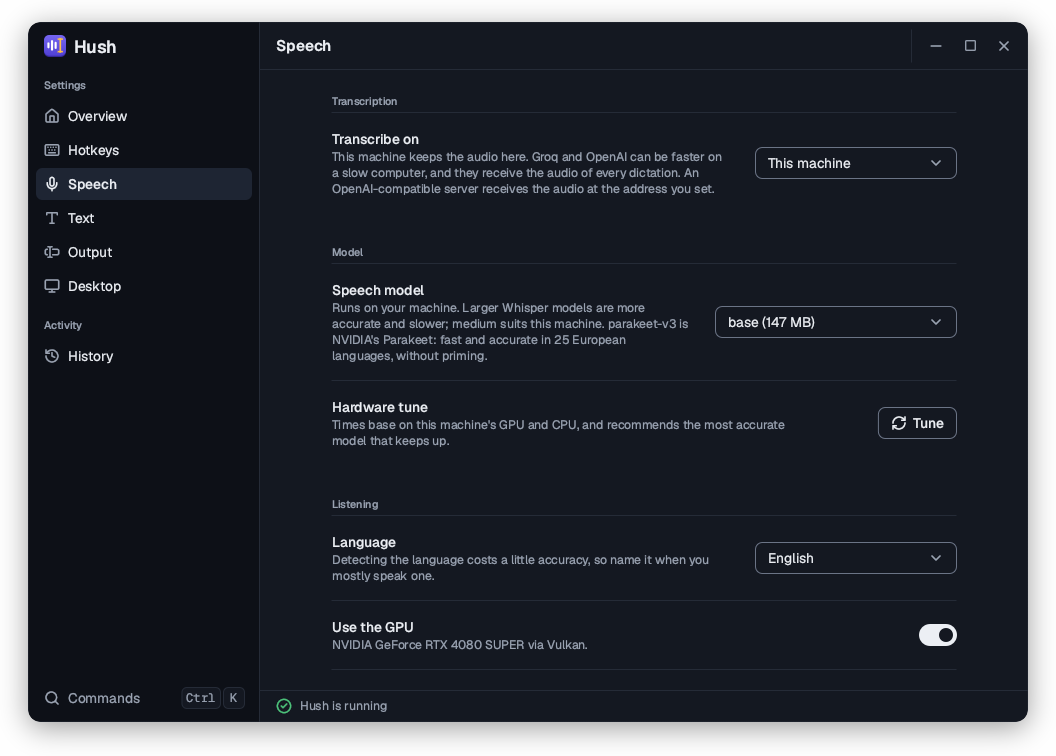 Hush
Settings
Overview
Hotkeys
Speech
Text
Output
Desktop
Activity
History
Commands
Ctrl K
Speech
Transcription
Transcribe on
This machine keeps the audio here. Groq and OpenAI can be faster on
a slow computer, and they receive the audio of every dictation. An
OpenAI-compatible server receives the audio at the address you set.
This machine
Model
Speech model
Runs on your machine. Larger Whisper models are more
accurate and slower; medium suits this machine. parakeet-v3 is
NVIDIA's Parakeet: fast and accurate in 25 European
languages, without priming.
base (147 MB)
Hardware tune
Times base on this machine's GPU and CPU, and recommends the most accurate
model that keeps up.
Tune
Listening
Language
Detecting the language costs a little accuracy, so name it when you
mostly speak one.
English
Use the GPU
NVIDIA GeForce RTX 4080 SUPER via Vulkan.
Hush is running